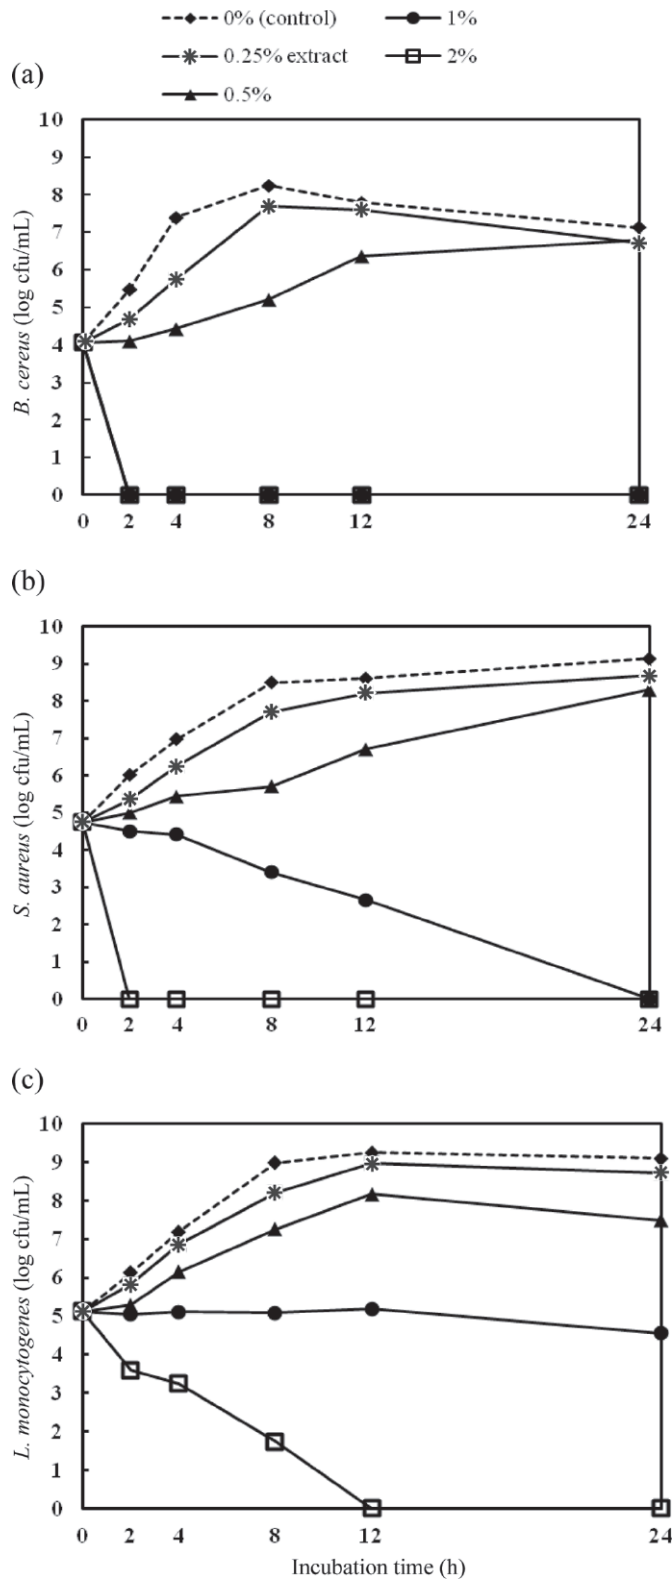 0% (control) 1%
0.25% extract 2%
0.5%
(a)
10
9
8
7
6
5
4
3
2
1
0
B. cereus (log cfu/mL)
0 2 4 8 12 24
(b)
10
9
8
7
6
5
4
3
2
1
0
S. aureus (log cfu/mL)
0 2 4 8 12 24
(c)
10
9
8
7
6
5
4
3
2
1
0
L. monocytogenes (log cfu/mL)
0 2 4 8 12 24
Incubation time (h)